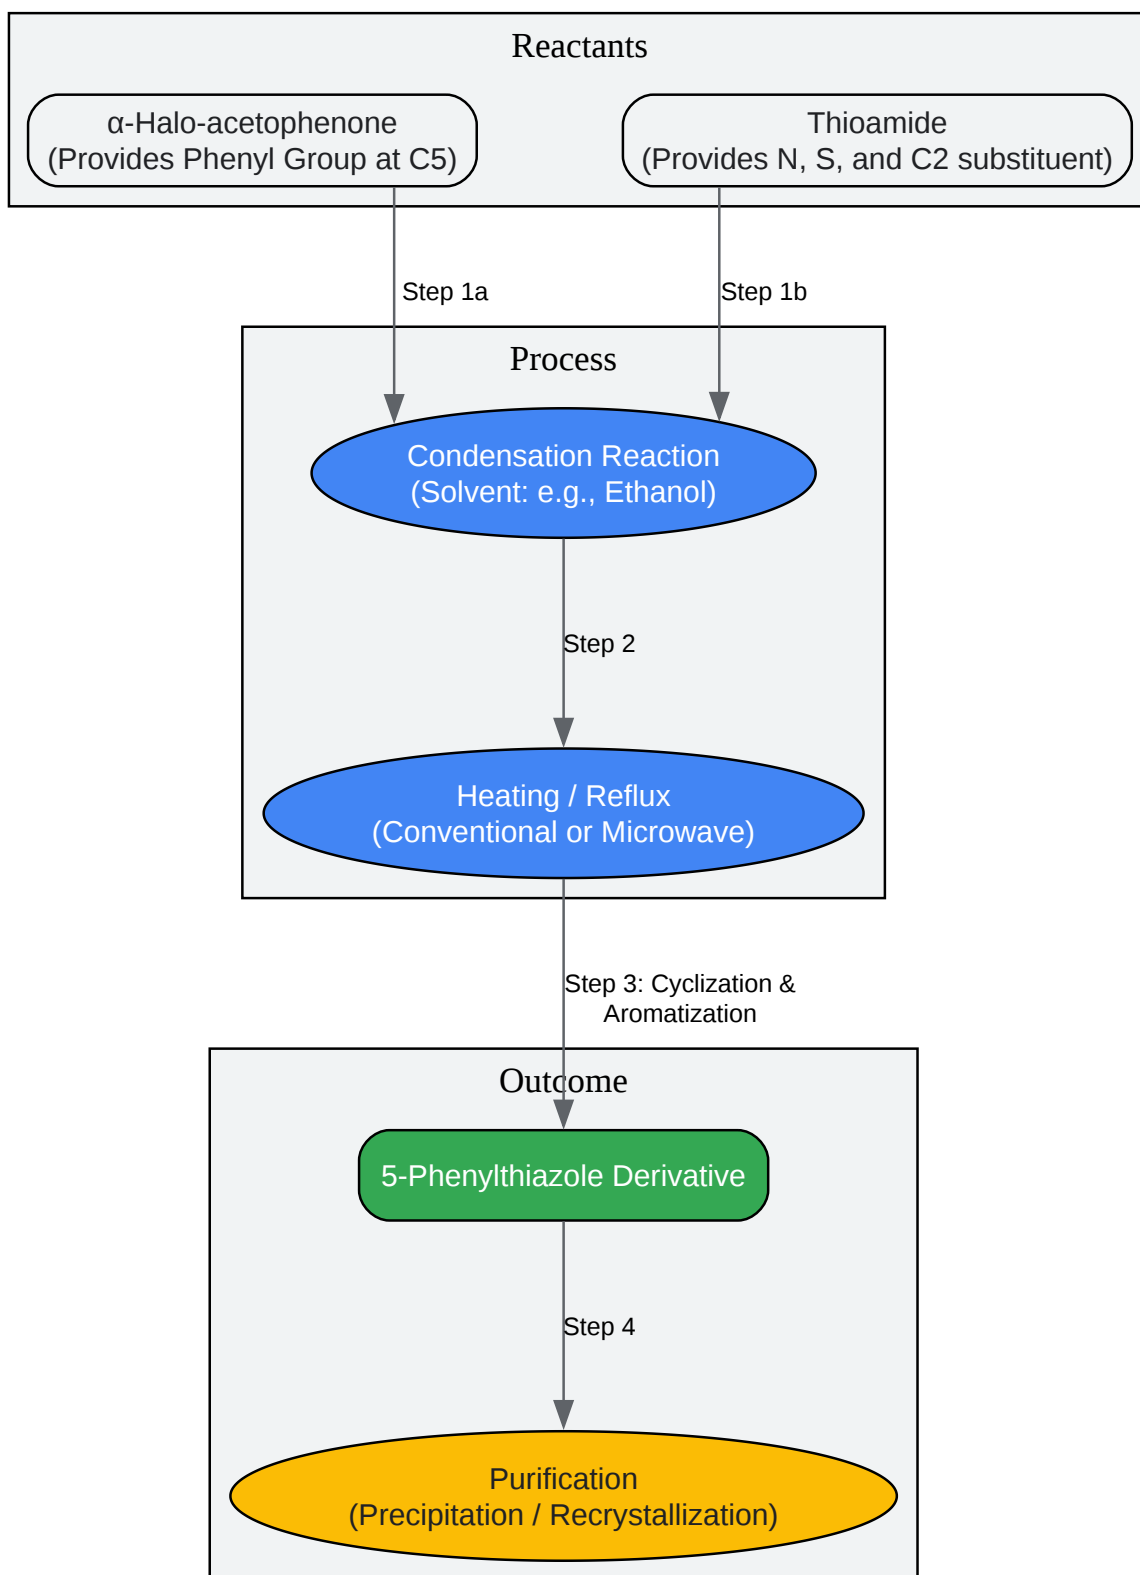 Reactants
α-Halo-acetophenone
(Provides Phenyl Group at C5)
Thioamide
(Provides N, S, and C2 substituent)
Step 1a
Step 1b
Process
Condensation Reaction
(Solvent: e.g., Ethanol)
Step 2
Heating / Reflux
(Conventional or Microwave)
Step 3: Cyclization &
Aromatization
Outcome
5-Phenylthiazole Derivative
Step 4
Purification
(Precipitation / Recrystallization)